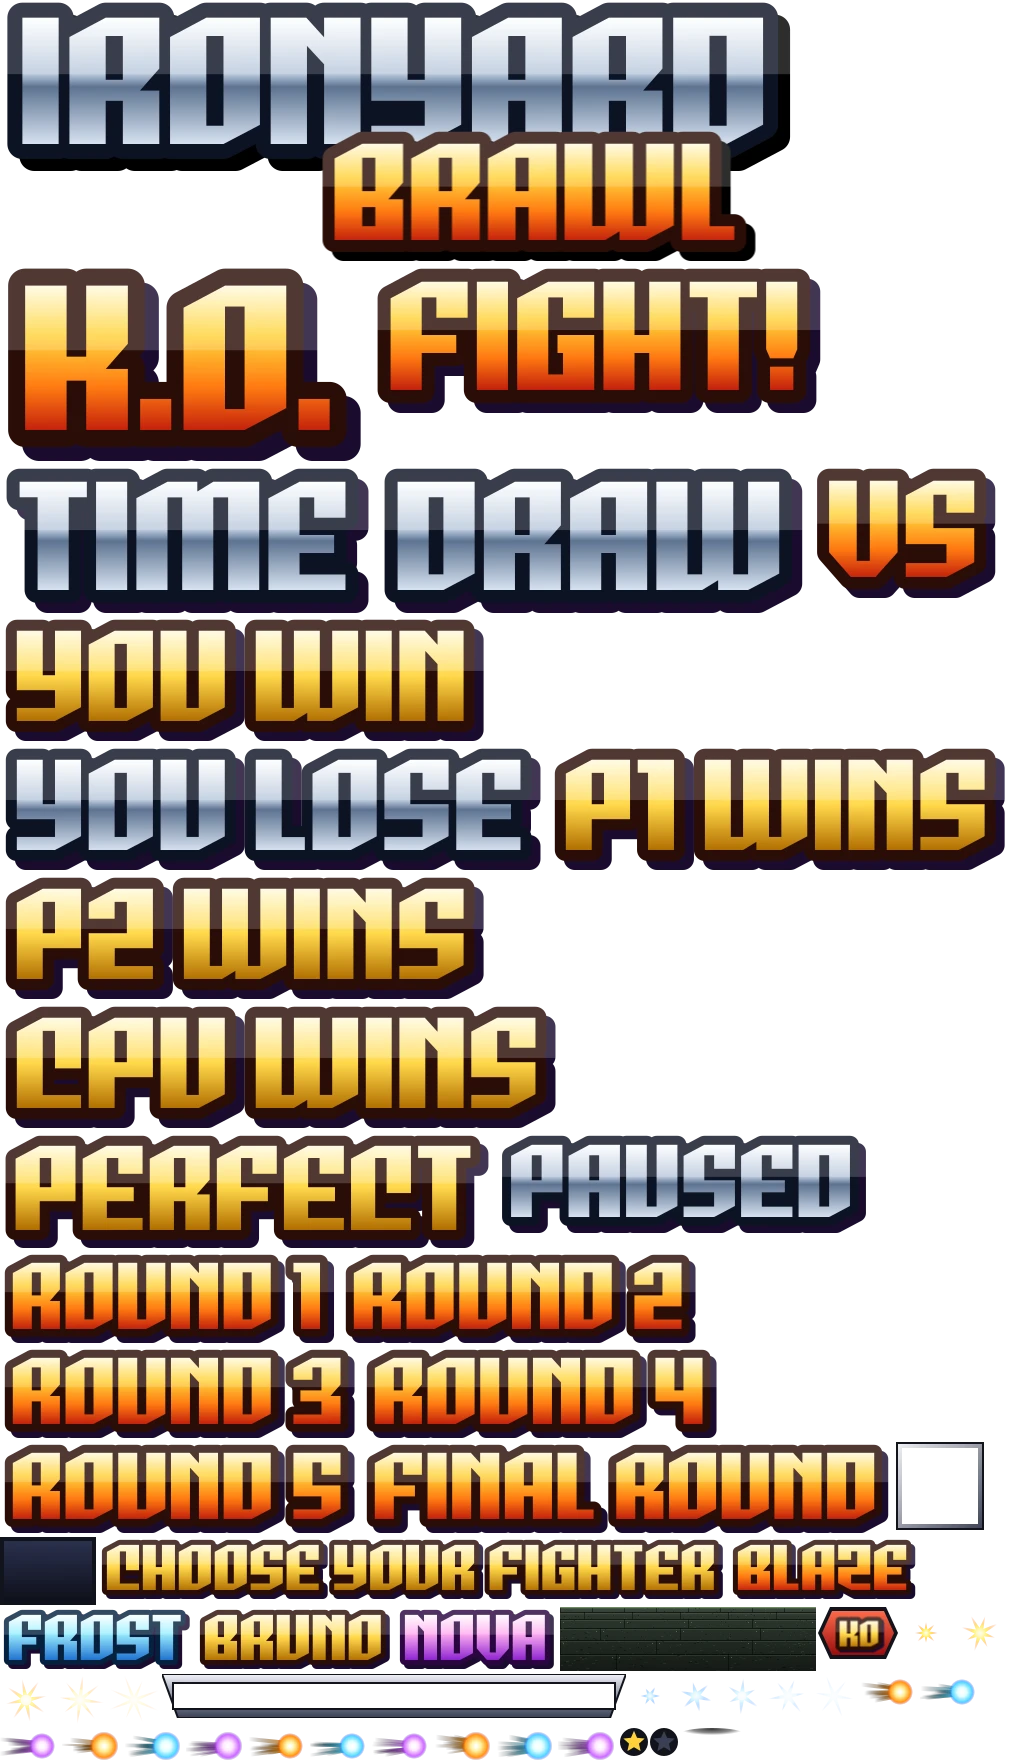 IRONYARD
BRAWL
K.O. FIGHT!
TIME DRAW VS
YOU WIN
YOU LOSE P1 WINS
P2 WINS
CPU WINS
PERFECT PAUSED
ROUND 1 ROUND 2
ROUND 3 ROUND 4
ROUND 5 FINAL ROUND
CHOOSE YOUR FIGHTER BLAZE
FROST BRUNO NOVA KO